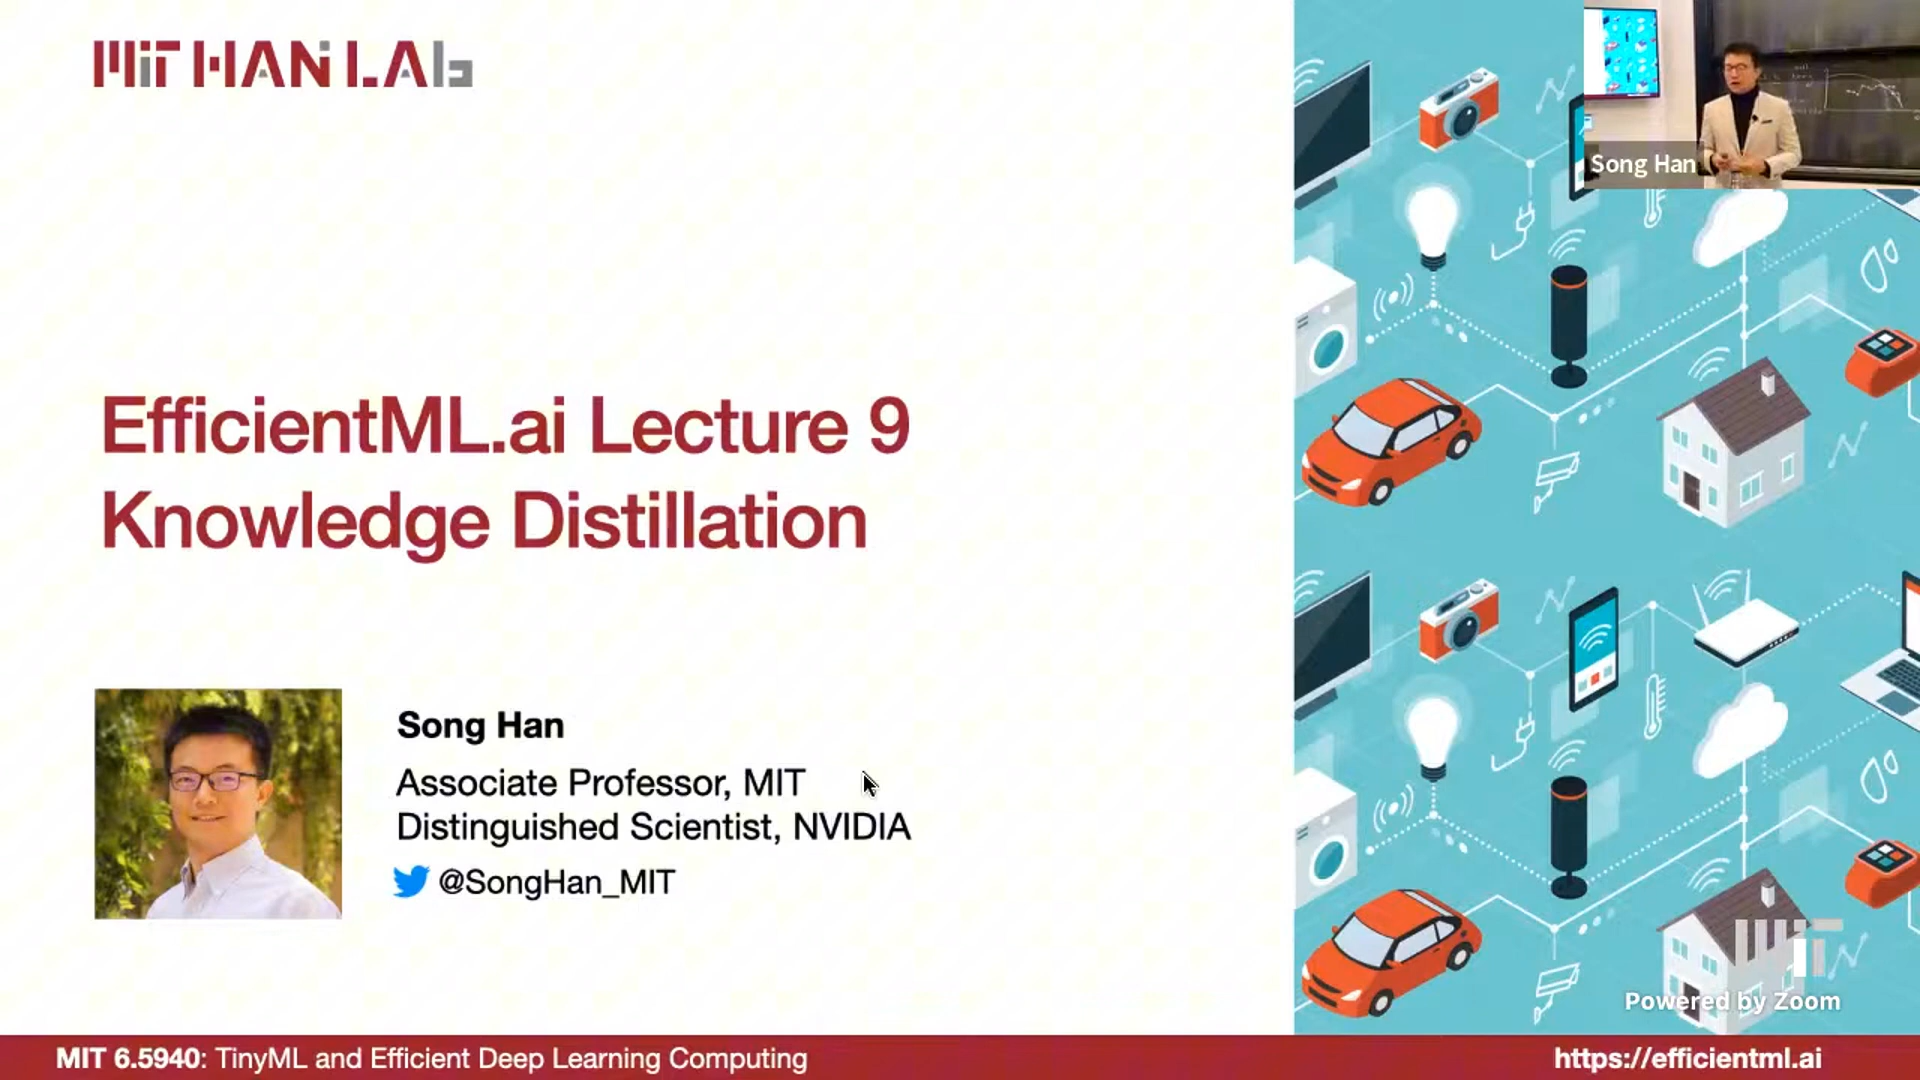 MIT HAN LAB
Song Han
EfficientML.ai Lecture 9
Knowledge Distillation
Song Han
Associate Professor, MIT
Distinguished Scientist, NVIDIA
@SongHan_MIT
MIT
Powered by Zoom
MIT 6.5940: TinyML and Efficient Deep Learning Computing
https://efficientml.ai